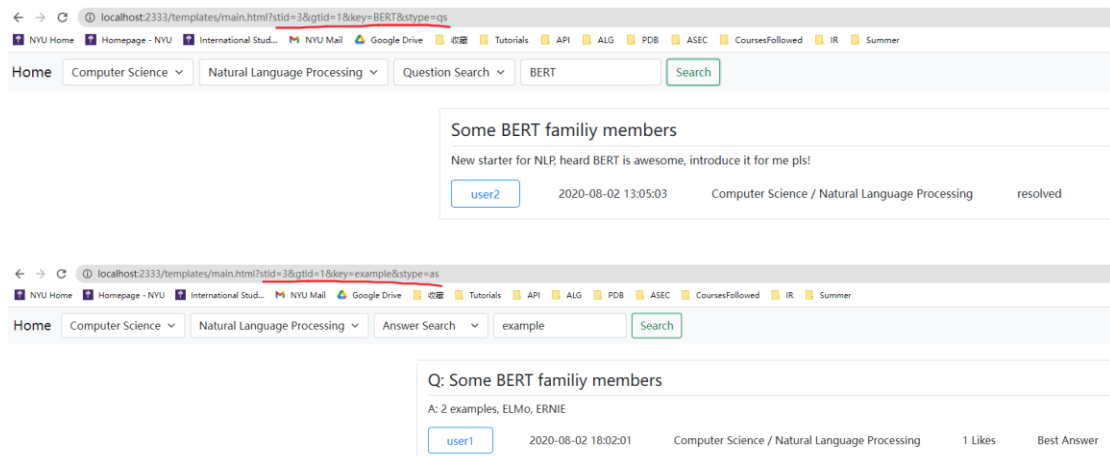 localhost:2333/templates/main.html?stid=3&gtid=1&key=BERT&stype=qs
NYU Home Homepage - NYU International Stud... NYU Mail Google Drive 收藏 Tutorials API ALG PDB ASEC CoursesFollowed IR Summer
Home Computer Science Natural Language Processing Question Search BERT Search
Some BERT familiy members
New starter for NLP, heard BERT is awesome, introduce it for me pls!
user2 2020-08-02 13:05:03 Computer Science / Natural Language Processing resolved
localhost:2333/templates/main.html?stid=3&gtid=1&key=example&stype=as
NYU Home Homepage - NYU International Stud... NYU Mail Google Drive 收藏 Tutorials API ALG PDB ASEC CoursesFollowed IR Summer
Home Computer Science Natural Language Processing Answer Search example Search
Q: Some BERT familiy members
A: 2 examples, ELMo, ERNIE
user1 2020-08-02 18:02:01 Computer Science / Natural Language Processing 1 Likes Best Answer